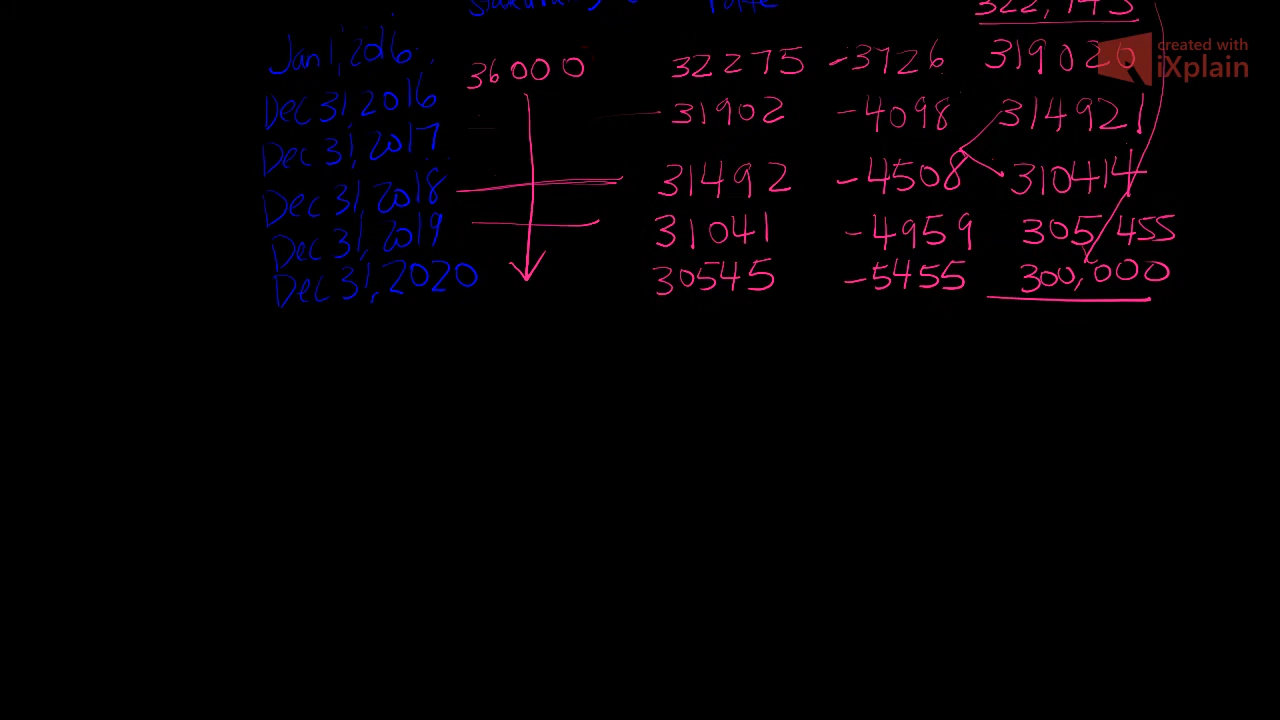 322,745
Jan 1, 2016 36000 32275 -3726 319020
created with
iXplain
Dec 31, 2016 31902 -4098 314921
Dec 31, 2017
Dec 31, 2018 31492 -4508 310414
Dec 31, 2019 31041 -4959 305,455
Dec 31, 2020 30545 -5455 300,000